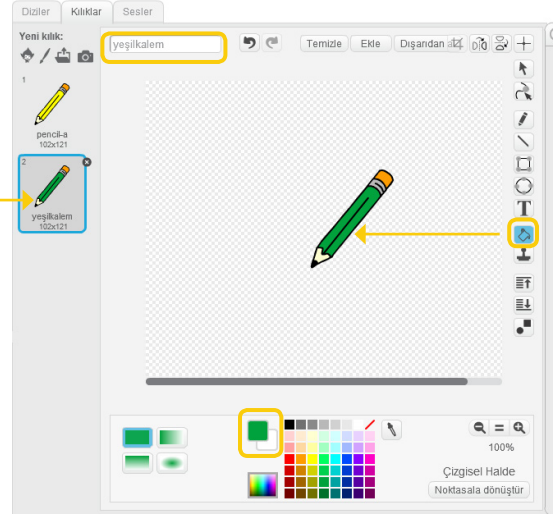 Diziler Kılıklar Sesler
Yeni kılık:
yeşilkalem
Temizle Ekle Dışarıdan al
1
pencil-a
102x121
2
yeşilkalem
102x121
T
100%
Çizgisel Halde
Noktasala dönüştür